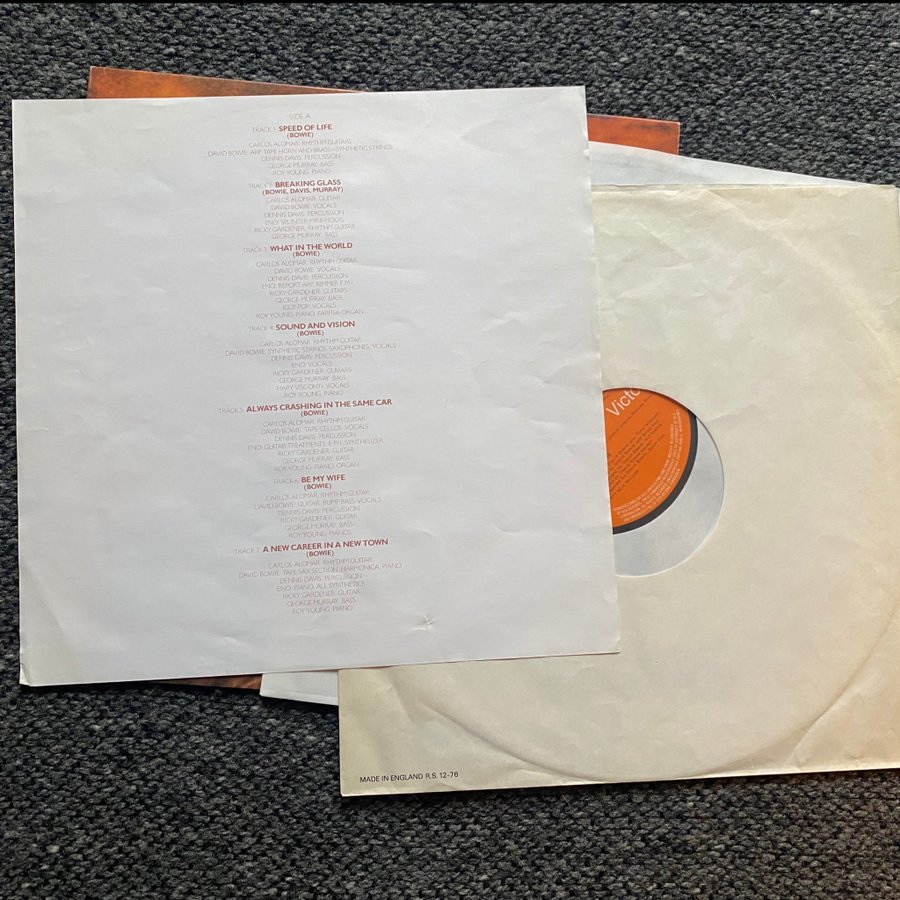 SIDE A
TRACK 1: SPEED OF LIFE
(BOWIE)
CARLOS ALOMAR: RHYTHM GUITARS
DAVID BOWIE: ARP, TAPE HORN AND BRASS—SYNTHETIC STRINGS
DENNIS DAVIS, PERCUSSION
GEORGE MURRAY, BASS
ROY YOUNG, PIANO
TRACK 2: BREAKING GLASS
(BOWIE, DAVIS, MURRAY)
CARLOS ALOMAR: GUITAR
DAVID BOWIE: VOCALS
DENNIS DAVIS: PERCUSSION
ENO: SPLINTER MINI-MOOG
RICKY GARDENER: RHYTHM GUITAR
GEORGE MURRAY: BASS
TRACK 3: WHAT IN THE WORLD
(BOWIE)
CARLOS ALOMAR: RHYTHM GUITAR
DAVID BOWIE: VOCALS
DENNIS DAVIS: PERCUSSION
ENO: REPORT ARP, RIMMER E.M.I.
RICKY GARDENER: GUITARS
GEORGE MURRAY: BASS
IGGY POP: VOCALS
ROY YOUNG: PIANO, FARFISA ORGAN
TRACK 4: SOUND AND VISION
(BOWIE)
CARLOS ALOMAR: RHYTHM GUITAR
DAVID BOWIE: SYNTHETIC STRINGS, SAXOPHONES, VOCALS
DENNIS DAVIS: PERCUSSION
ENO: VOCALS
RICKY GARDENER: GUITARS
GEORGE MURRAY: BASS
MARY VISCONTI: VOCALS
ROY YOUNG: PIANO
TRACK 5: ALWAYS CRASHING IN THE SAME CAR
(BOWIE)
CARLOS ALOMAR: RHYTHM GUITAR
DAVID BOWIE: TAPE CELLOS, VOCALS
DENNIS DAVIS: PERCUSSION
ENO: GUITAR TREATMENTS, E.M.I. SYNTHESIZER
RICKY GARDENER: GUITAR
GEORGE MURRAY: BASS
ROY YOUNG: PIANO, ORGAN
TRACK 6: BE MY WIFE
(BOWIE)
CARLOS ALOMAR: RHYTHM GUITAR
DAVID BOWIE: GUITAR, PUMP BASS, VOCALS
DENNIS DAVIS: PERCUSSION
RICKY GARDENER: GUITAR
GEORGE MURRAY: BASS
ROY YOUNG: PIANOS
TRACK 7: A NEW CAREER IN A NEW TOWN
(BOWIE)
CARLOS ALOMAR: RHYTHM GUITAR
DAVID BOWIE: TAPE SAX SECTION, HARMONICA, PIANO
DENNIS DAVIS: PERCUSSION
ENO: PIANO, ALL SYNTHETICS
RICKY GARDENER: GUITAR
GEORGE MURRAY: BASS
ROY YOUNG: PIANO
Victo
MADE IN ENGLAND R.S. 12-76